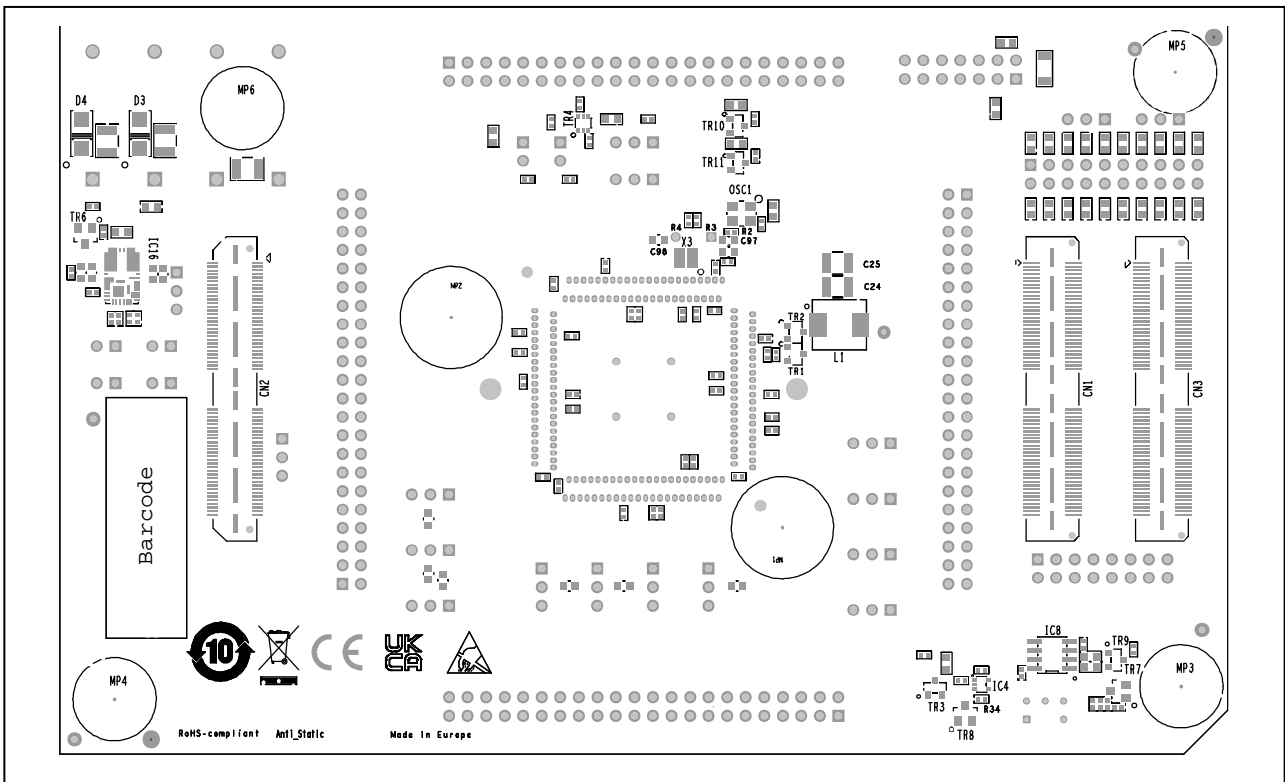 MP5
MP6
D4
D3
TR4
TR10
TR11
OSC1
TR6
IC16
R4
R3
R2
C98
X3
C97
C25
MP2
C24
TR2
L1
TR1
CN2
CN1
CN3
Barcode
MP1
10
UK
CA
CE
IC8
TR9
TR7
MP4
MP3
IC4
TR3
R34
TR8
RoHS-compliant Anti_Static Made in Europe